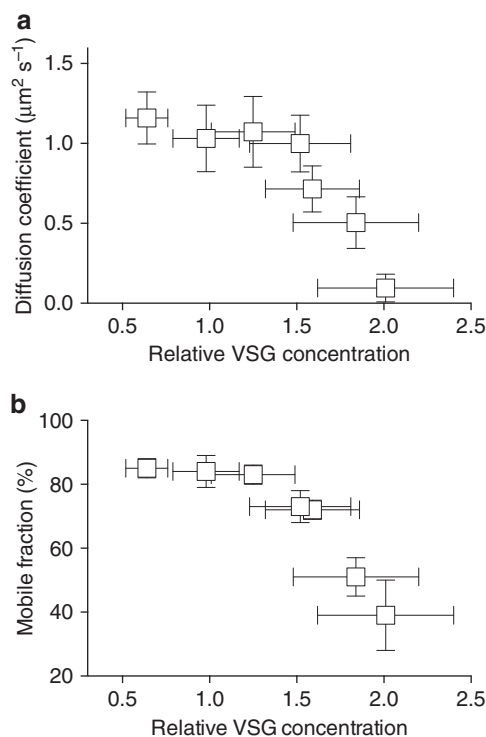 a
Diffusion coefficient (μm² s⁻¹)
1.5
1.0
0.5
0.0
0.5 1.0 1.5 2.0 2.5
Relative VSG concentration
b
Mobile fraction (%)
100
80
60
40
20
0.5 1.0 1.5 2.0 2.5
Relative VSG concentration